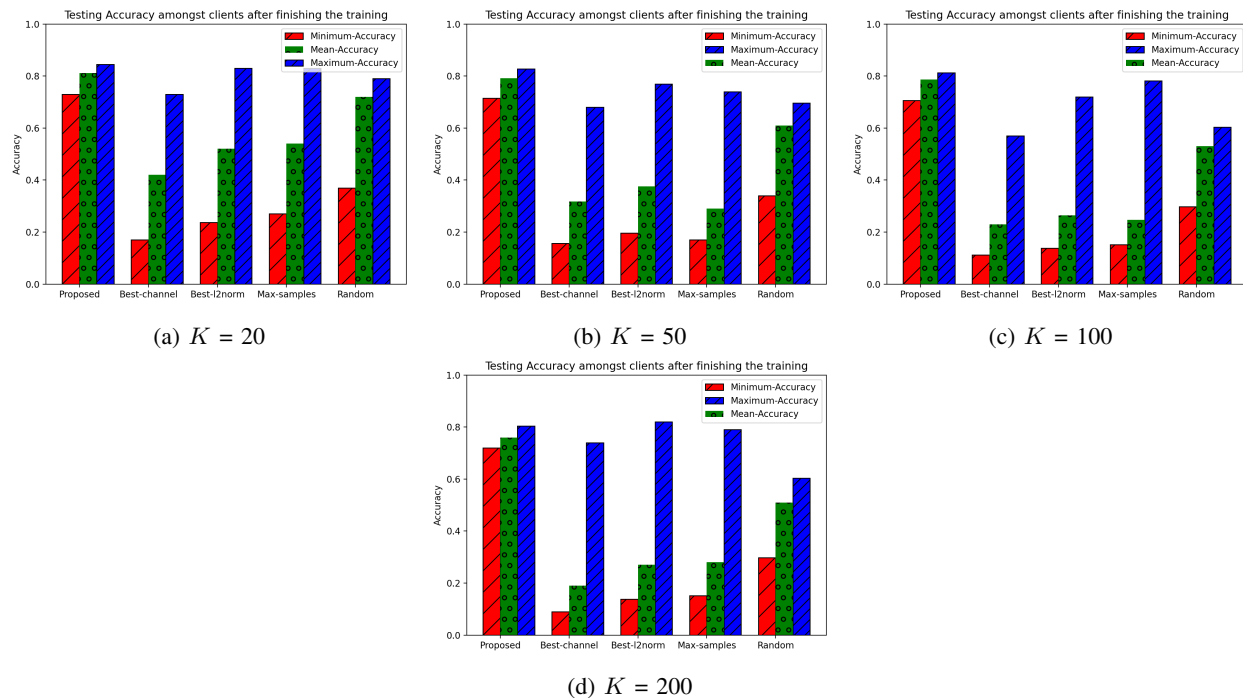 Testing Accuracy amongst clients after finishing the training
1.0
0.8
0.6
0.4
0.2
0.0
Accuracy
Minimum-Accuracy
Mean-Accuracy
Maximum-Accuracy
Proposed Best-channel Best-l2norm Max-samples Random
(a) K = 20
Testing Accuracy amongst clients after finishing the training
1.0
0.8
0.6
0.4
0.2
0.0
Accuracy
Minimum-Accuracy
Maximum-Accuracy
Mean-Accuracy
Proposed Best-channel Best-l2norm Max-samples Random
(b) K = 50
Testing Accuracy amongst clients after finishing the training
1.0
0.8
0.6
0.4
0.2
0.0
Accuracy
Minimum-Accuracy
Maximum-Accuracy
Mean-Accuracy
Proposed Best-channel Best-l2norm Max-samples Random
(c) K = 100
Testing Accuracy amongst clients after finishing the training
1.0
0.8
0.6
0.4
0.2
0.0
Accuracy
Minimum-Accuracy
Maximum-Accuracy
Mean-Accuracy
Proposed Best-channel Best-l2norm Max-samples Random
(d) K = 200